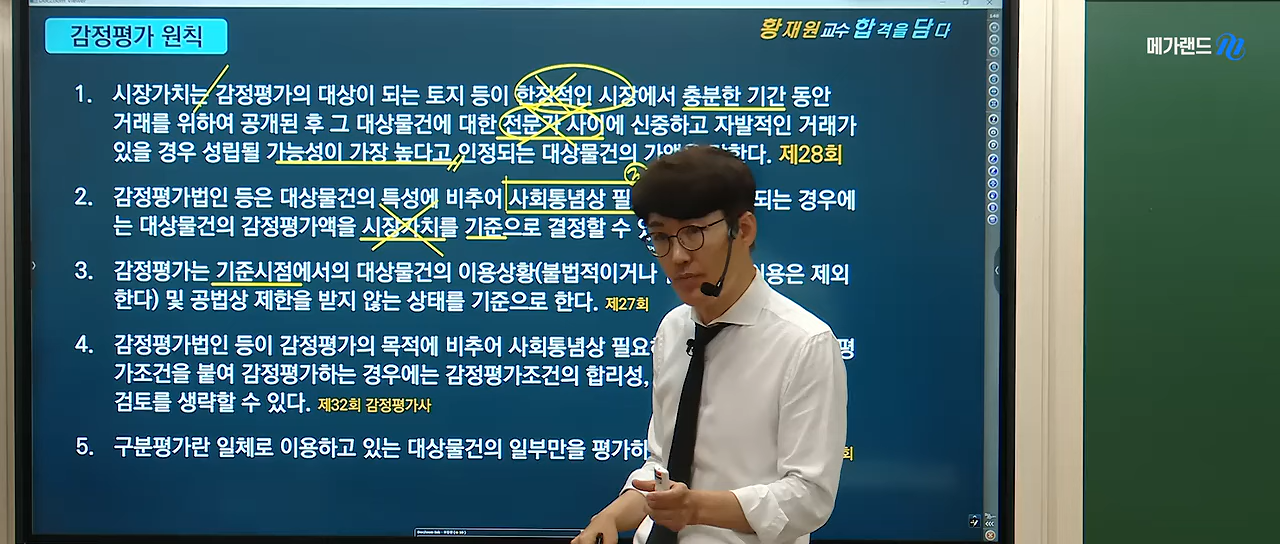 감정평가 원칙
황재원 교수 합격을 담다
메가랜드
1. 시장가치는 감정평가의 대상이 되는 토지 등이 한정적인 시장에서 충분한 기간 동안
거래를 위하여 공개된 후 그 대상물건에 대한 전문가 사이에 신중하고 자발적인 거래가
있을 경우 성립될 가능성이 가장 높다고 인정되는 대상물건의 한다. 제28회
2. 감정평가법인 등은 대상물건의 특성에 비추어 사회통념상 필 되는 경우에
는 대상물건의 감정평가액을 시장가치를 기준으로 결정할 수
3. 감정평가는 기준시점에서의 대상물건의 이용상황(불법적이거나 이용은 제외
한다) 및 공법상 제한을 받지 않는 상태를 기준으로 한다. 제27회
4. 감정평가법인 등이 감정평가의 목적에 비추어 사회통념상 평
가조건을 붙여 감정평가하는 경우에는 감정평가조건의 합리성,
검토를 생략할 수 있다. 제32회 감정평가사
5. 구분평가란 일체로 이용하고 있는 대상물건의 일부만을 평가하 회